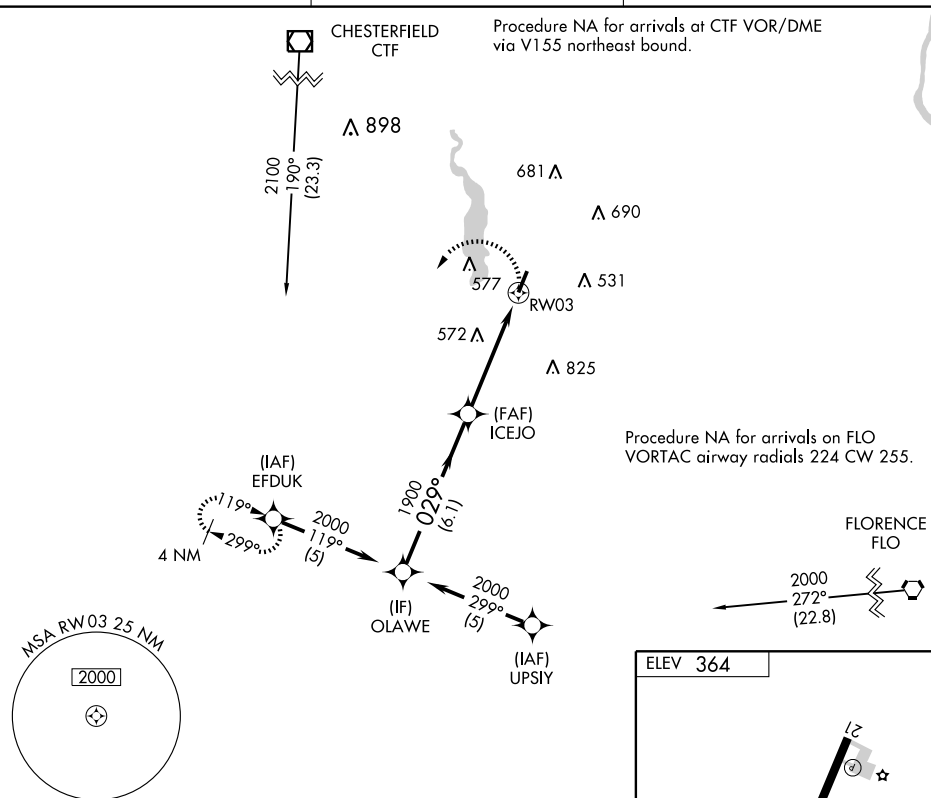 CHESTERFIELD
CTF
Procedure NA for arrivals at CTF VOR/DME
via V155 northeast bound.
2100
190°
(23.3)
898
681
690
577
531
RW03
572
825
(FAF)
ICEJO
Procedure NA for arrivals on FLO
VORTAC airway radials 224 CW 255.
(IAF)
EFDUK
119°
299°
4 NM
2000
119°
(5)
1900
029°
(6.1)
(IF)
OLAWE
2000
299°
(5)
(IAF)
UPSIY
FLORENCE
FLO
2000
272°
(22.8)
MSA RW03 25 NM
2000
ELEV 364
21
P